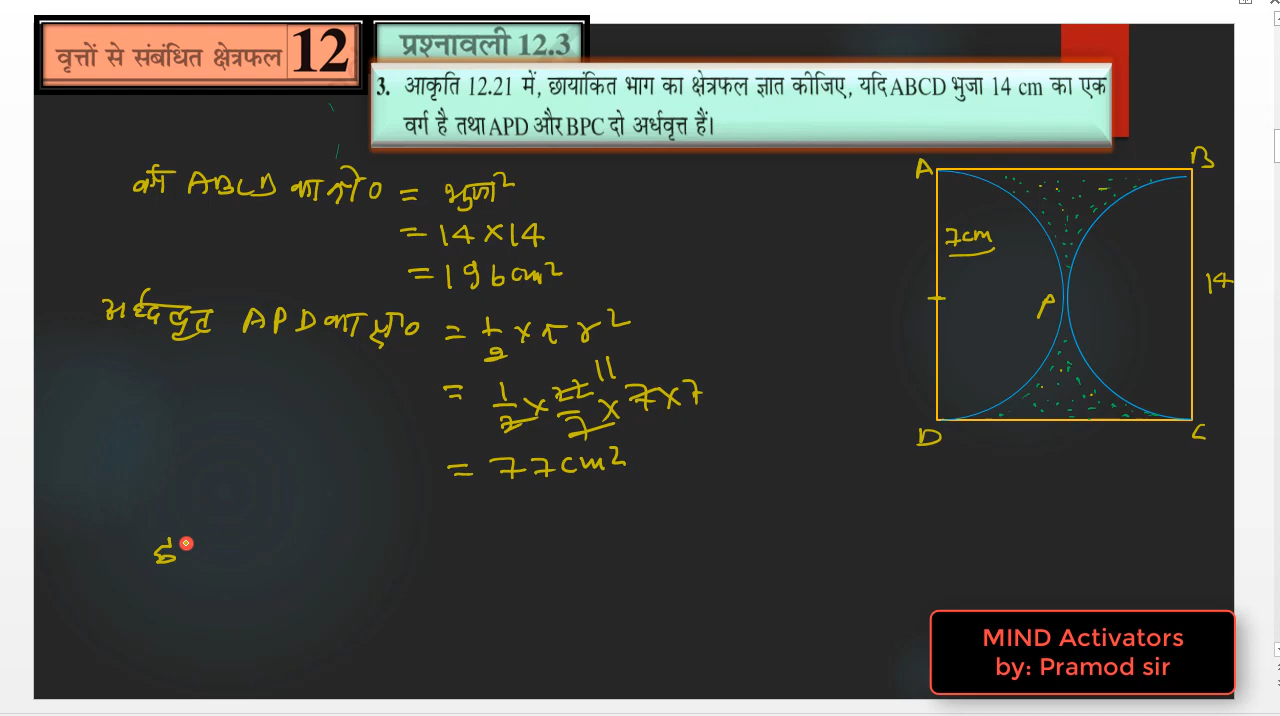 वृत्तों से संबंधित क्षेत्रफल 12
प्रश्नावली 12.3
3. आकृति 12.21 में, छायांकित भाग का क्षेत्रफल ज्ञात कीजिए, यदि ABCD भुजा 14 cm का एक
वर्ग है तथा APD और BPC दो अर्धवृत्त हैं।
वर्ग ABCD का क्षे० = भुजा²
= 14 × 14
= 196 cm²
अर्द्धवृत्त APD का क्षे० = 1/2 × π r²
= 1/2 × 22/7 × 7 × 7
11
= 77 cm²
A
B
7cm
14
P
D
C
MIND Activators
by: Pramod sir